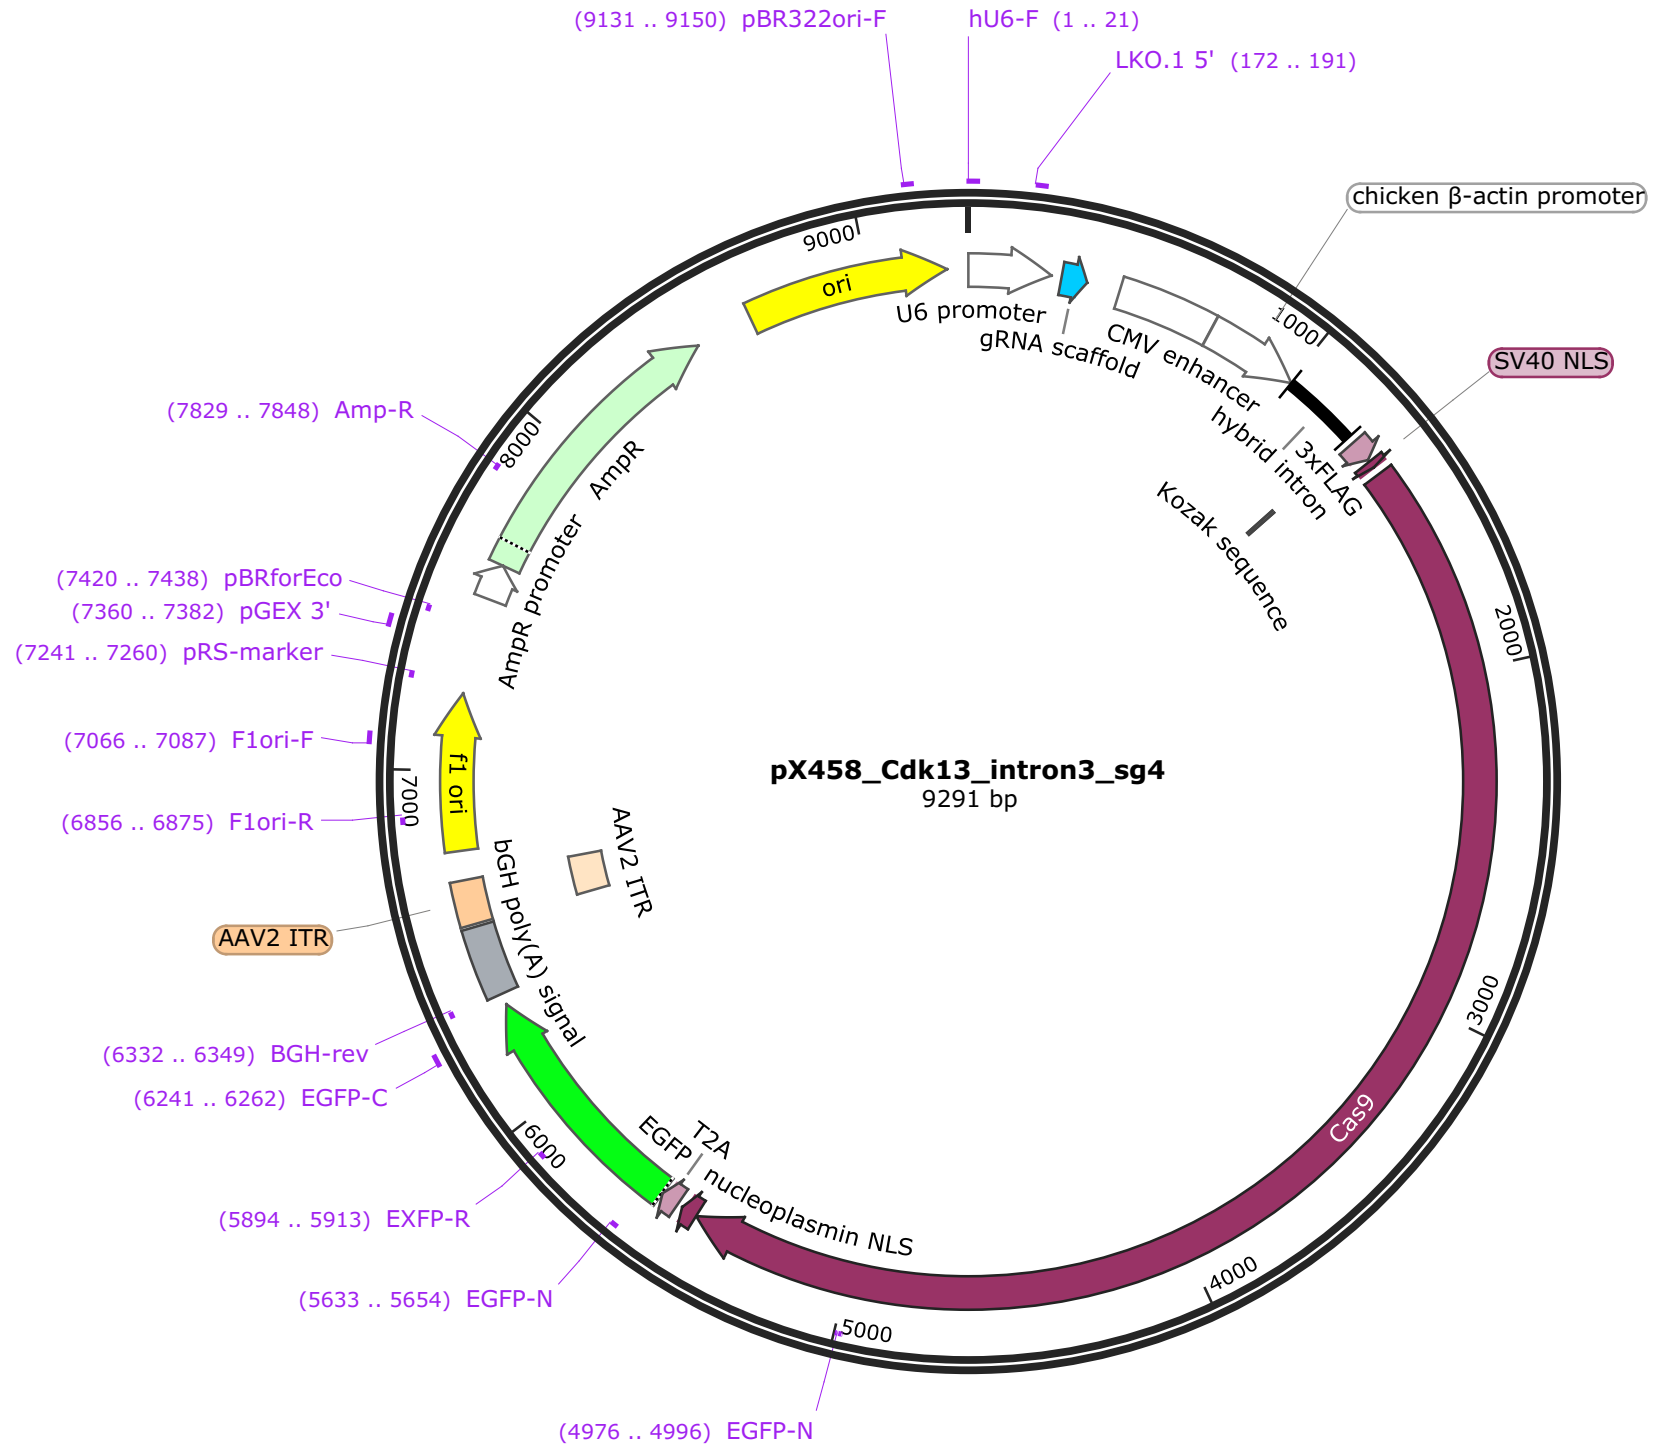 (9131 .. 9150) pBR322ori-F
hU6-F (1 .. 21)
LKO.1 5' (172 .. 191)
chicken β-actin promoter
9000
1000
ori
U6 promoter
gRNA scaffold
CMV enhancer
SV40 NLS
hybrid intron
3xFLAG
Kozak sequence
(7829 .. 7848) Amp-R
8000
AmpR
AmpR promoter
(7420 .. 7438) pBRforEco
(7360 .. 7382) pGEX 3'
(7241 .. 7260) pRS-marker
2000
(7066 .. 7087) F1ori-F
f1 ori
7000
(6856 .. 6875) F1ori-R
pX458_Cdk13_intron3_sg4
9291 bp
AAV2 ITR
bGH poly(A) signal
AAV2 ITR
3000
(6332 .. 6349) BGH-rev
(6241 .. 6262) EGFP-C
Cas9
6000
EGFP
T2A
nucleoplasmin NLS
(5894 .. 5913) EXFP-R
(5633 .. 5654) EGFP-N
4000
5000
(4976 .. 4996) EGFP-N